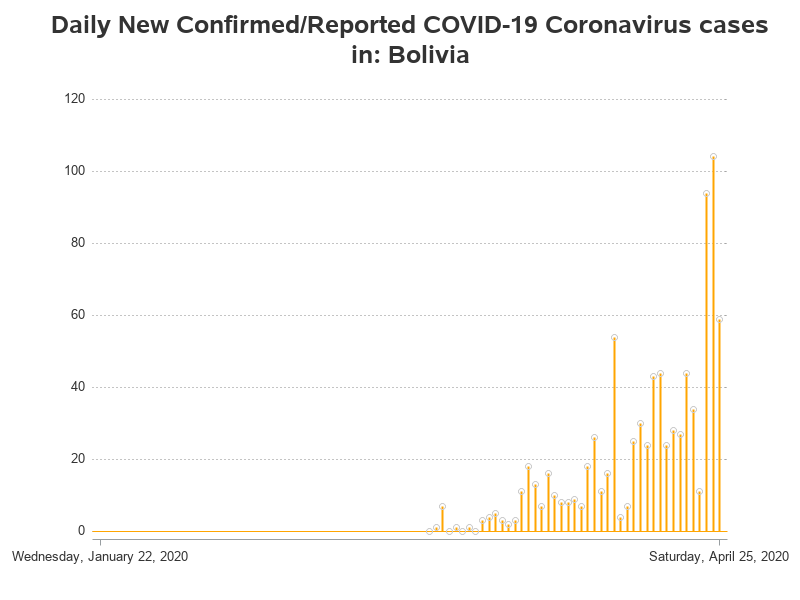 Daily New Confirmed/Reported COVID-19 Coronavirus cases
in: Bolivia
120
100
80
60
40
20
0
Wednesday, January 22, 2020 Saturday, April 25, 2020